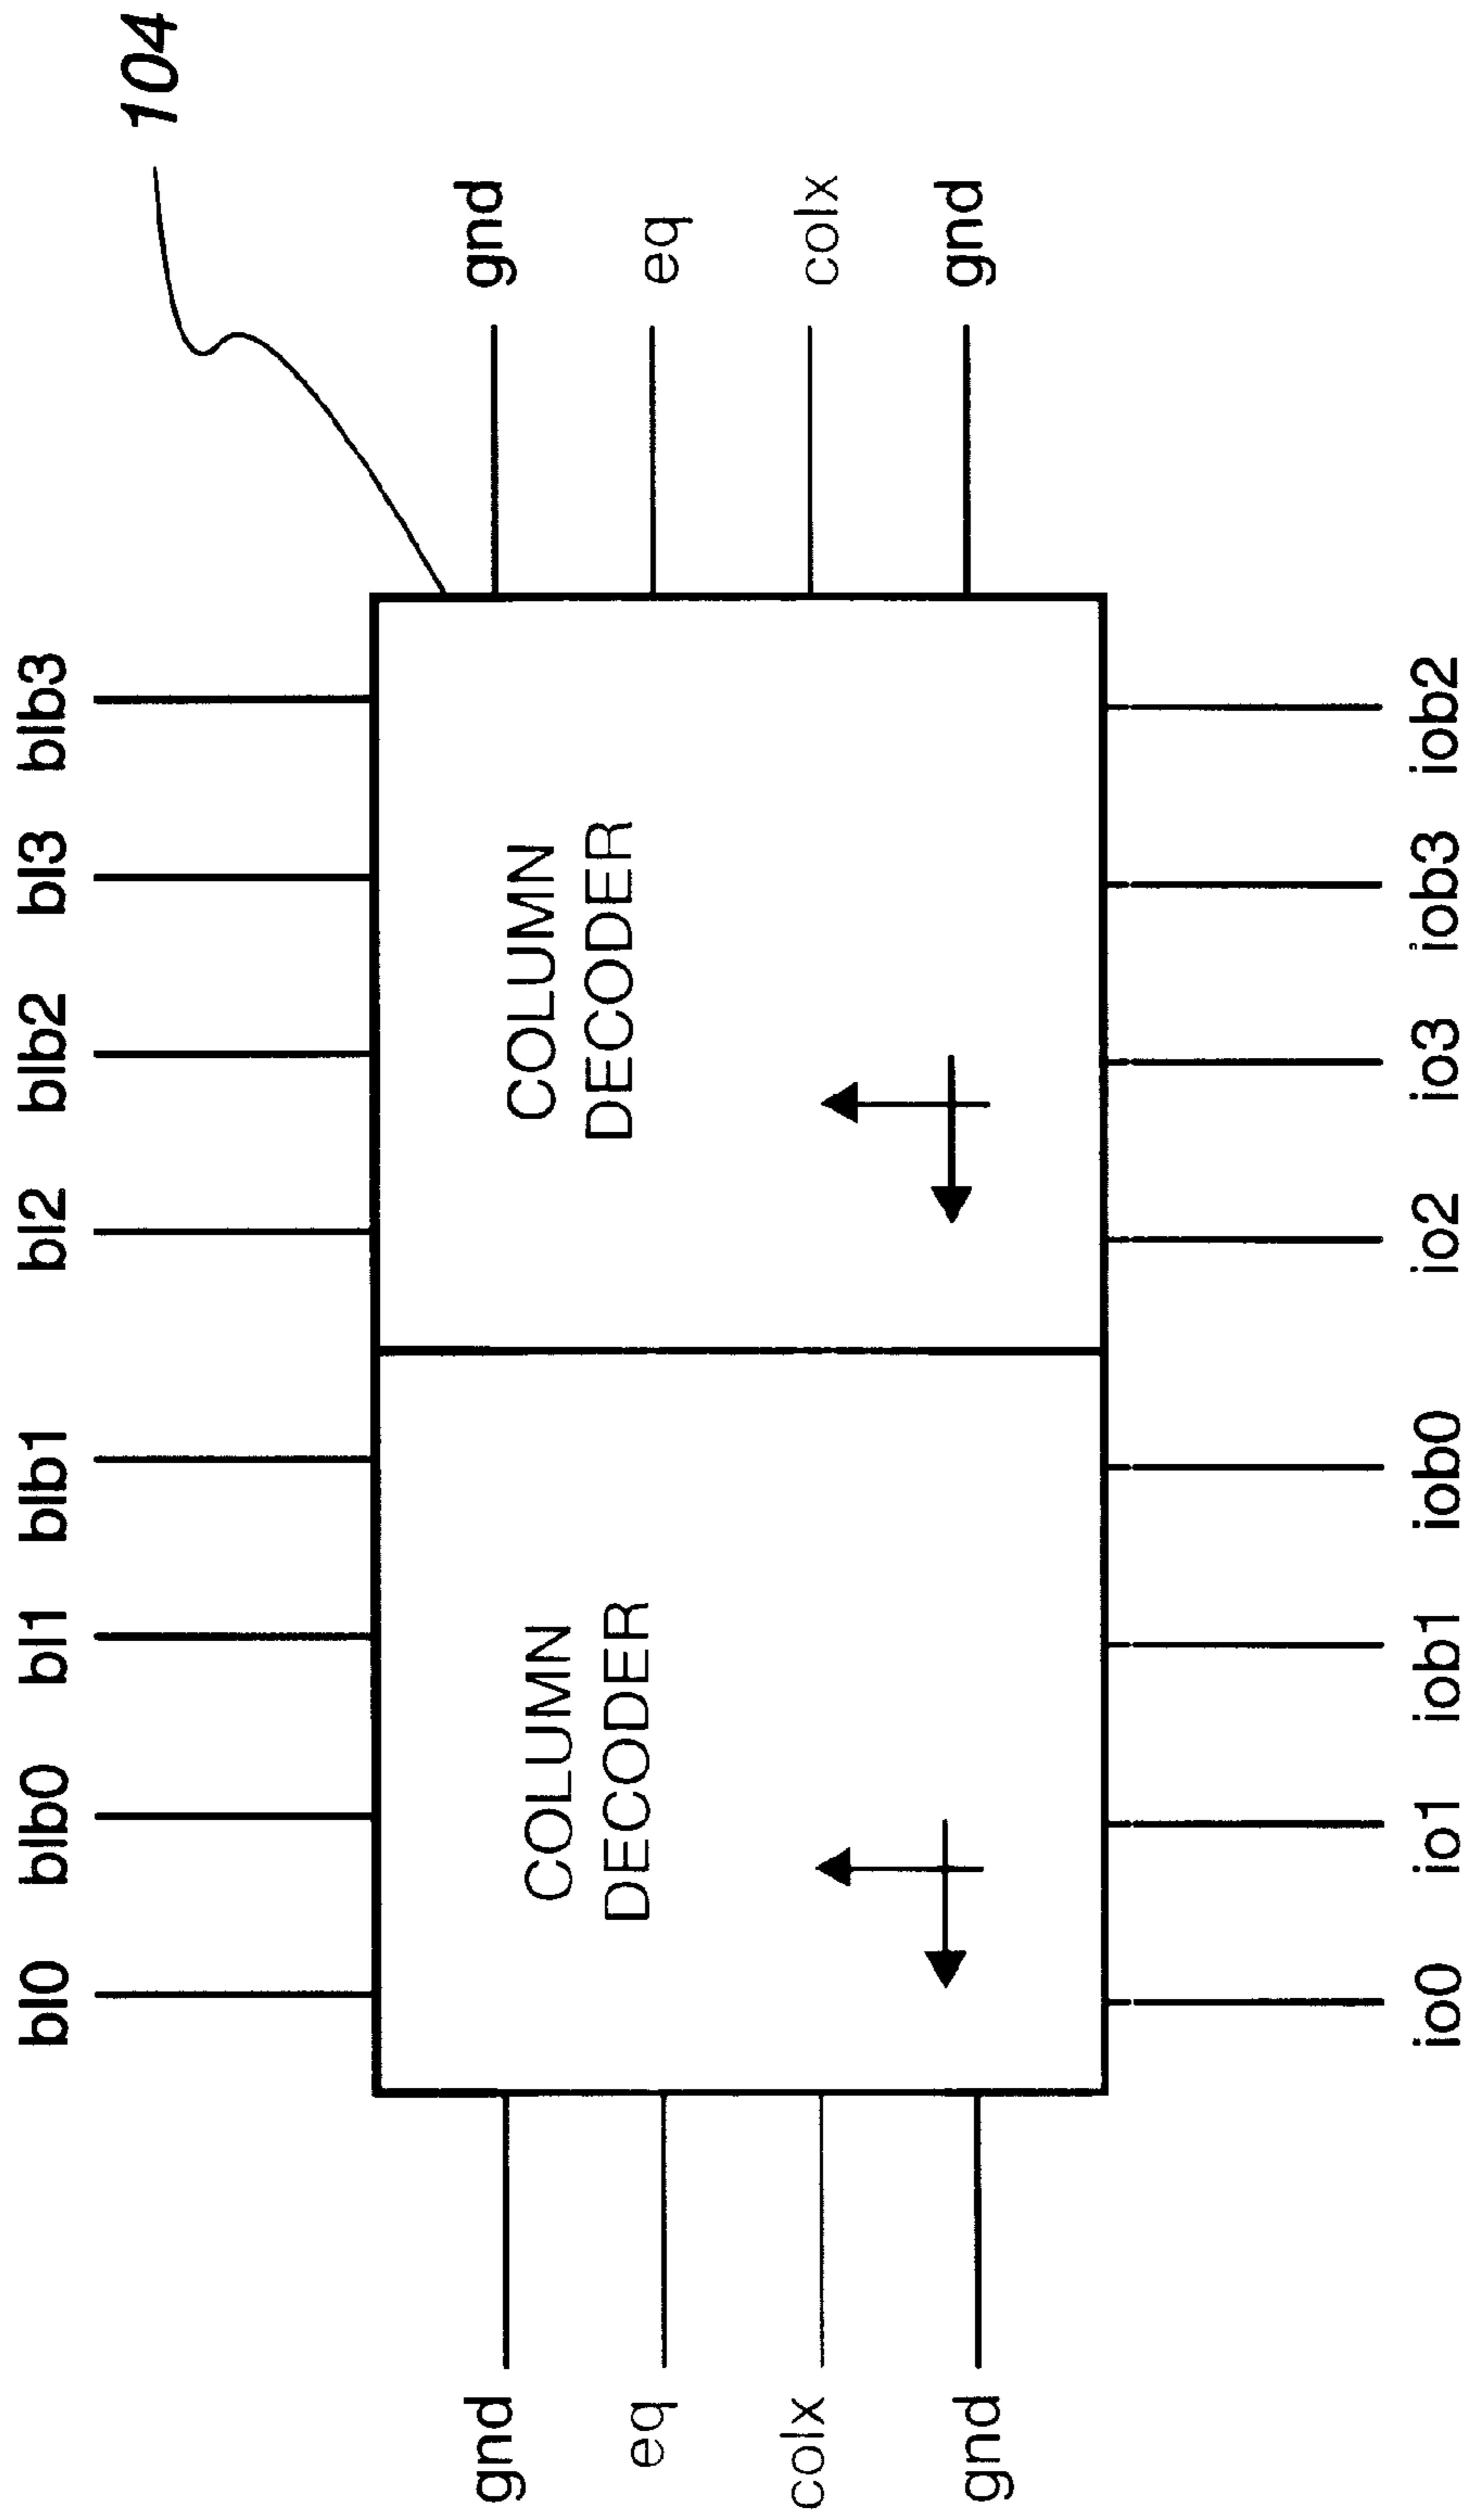 bl0 blb0 bl1 blb1 bl2 blb2 bl3 blb3
104
gnd gnd
COLUMN COLUMN
DECODER DECODER
eq eq
colx colx
gnd gnd
io0 io1 iob1 iob0 io2 io3 iob3 iob2